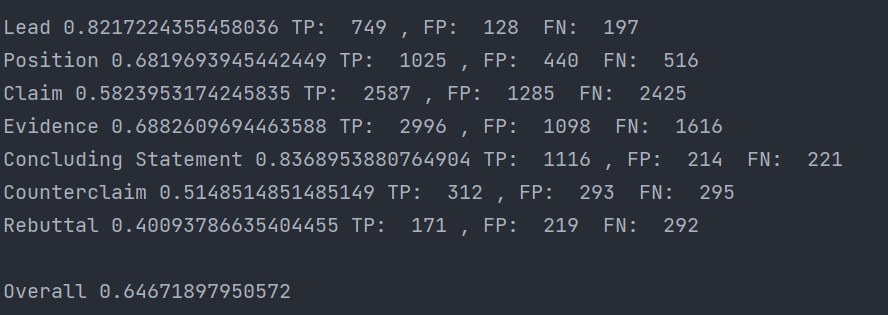 Lead 0.8217224355458036 TP:  749 , FP:  128  FN:  197
Position 0.6819693945442449 TP:  1025 , FP:  440  FN:  516
Claim 0.5823953174245835 TP:  2587 , FP:  1285  FN:  2425
Evidence 0.6882609694463588 TP:  2996 , FP:  1098  FN:  1616
Concluding Statement 0.8368953880764904 TP:  1116 , FP:  214  FN:  221
Counterclaim 0.5148514851485149 TP:  312 , FP:  293  FN:  295
Rebuttal 0.40093786635404455 TP:  171 , FP:  219  FN:  292
Overall 0.64671897950572